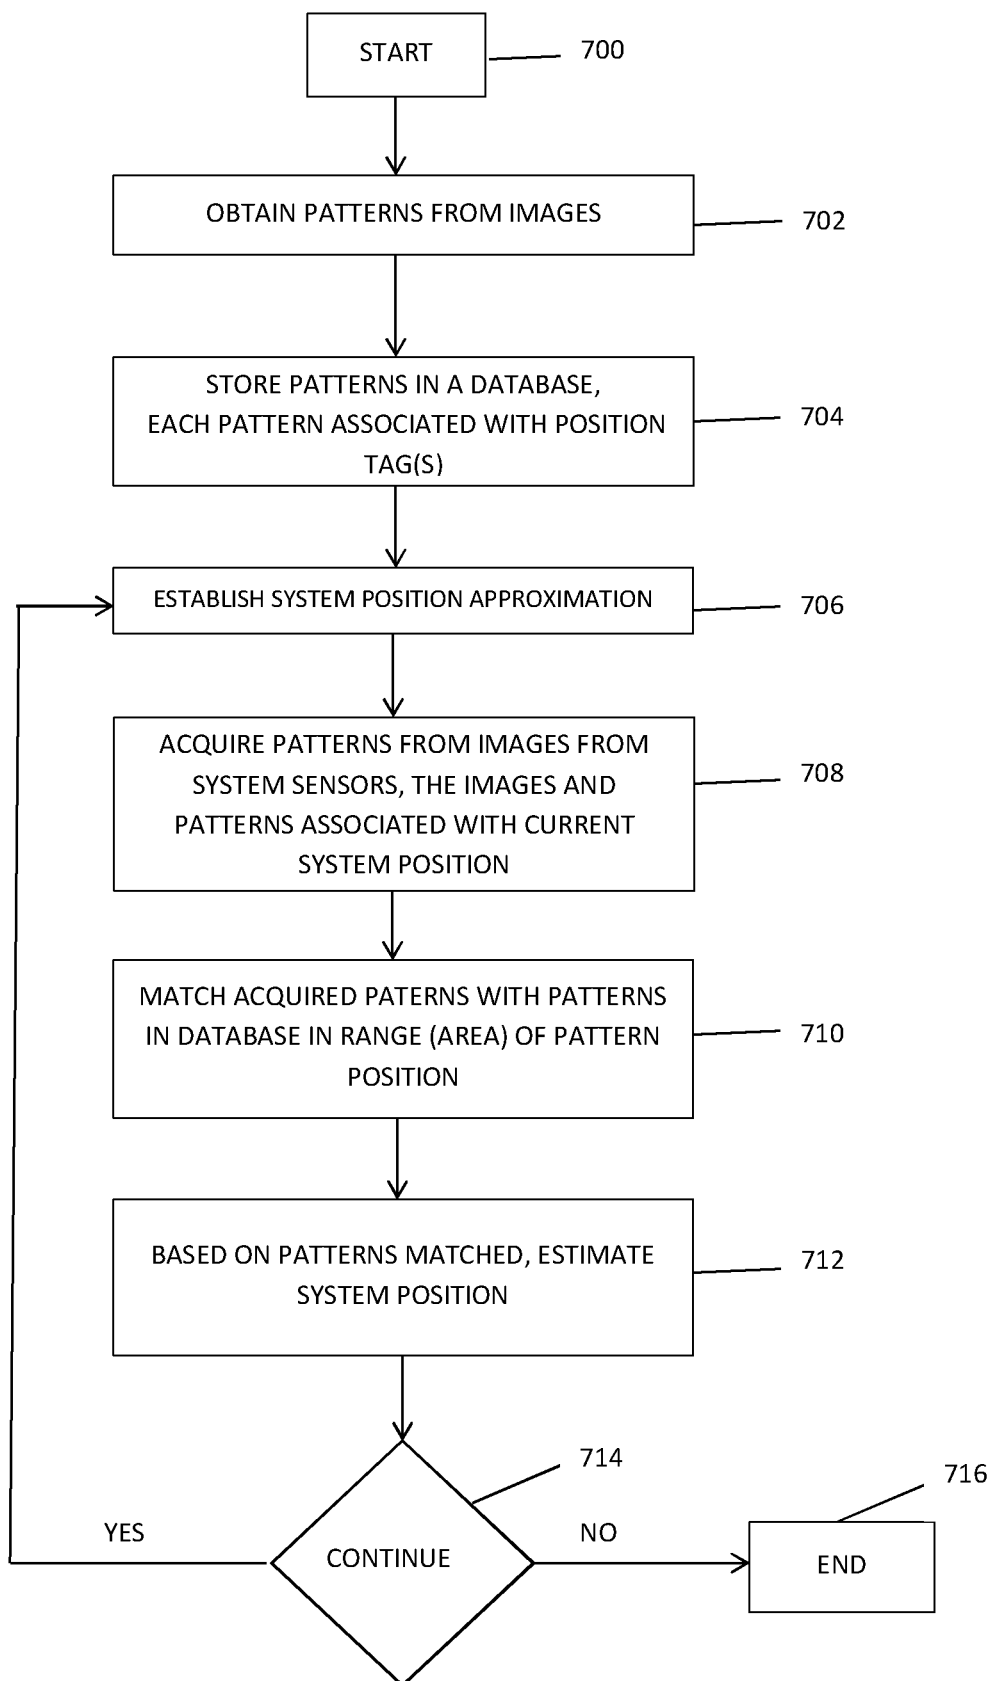 START
700
OBTAIN PATTERNS FROM IMAGES
702
STORE PATTERNS IN A DATABASE,
EACH PATTERN ASSOCIATED WITH POSITION
TAG(S)
704
ESTABLISH SYSTEM POSITION APPROXIMATION
706
ACQUIRE PATTERNS FROM IMAGES FROM
SYSTEM SENSORS, THE IMAGES AND
PATTERNS ASSOCIATED WITH CURRENT
SYSTEM POSITION
708
MATCH ACQUIRED PATERNS WITH PATTERNS
IN DATABASE IN RANGE (AREA) OF PATTERN
POSITION
710
BASED ON PATTERNS MATCHED, ESTIMATE
SYSTEM POSITION
712
714
716
YES
CONTINUE
NO
END